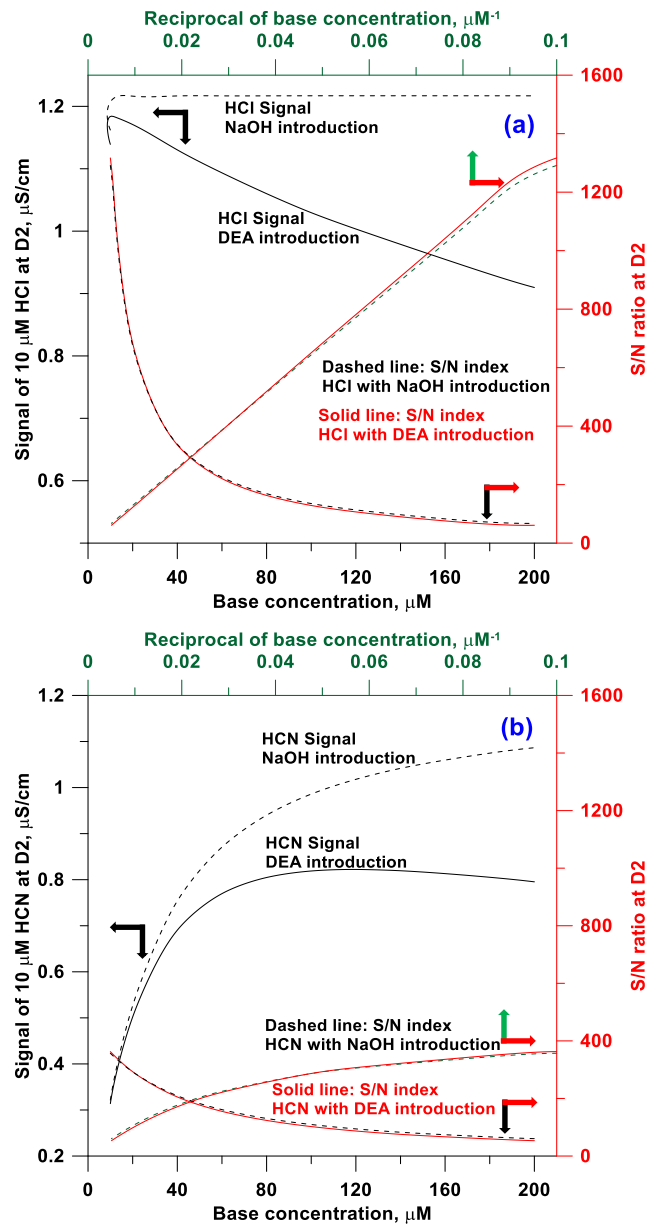 Reciprocal of base concentration, μM-1
0 0.02 0.04 0.06 0.08 0.1
1.2
1
0.8
0.6
Signal of 10 μM HCl at D2, μS/cm
1600
1200
800
400
0
S/N ratio at D2
(a)
HCl Signal
NaOH introduction
HCl Signal
DEA introduction
Dashed line: S/N index
HCl with NaOH introduction
Solid line: S/N index
HCl with DEA introduction
0 40 80 120 160 200
Base concentration, μM
Reciprocal of base concentration, μM-1
0 0.02 0.04 0.06 0.08 0.1
1.2
1
0.8
0.6
0.4
0.2
Signal of 10 μM HCN at D2, μS/cm
1600
1200
800
400
0
S/N ratio at D2
(b)
HCN Signal
NaOH introduction
HCN Signal
DEA introduction
Dashed line: S/N index
HCN with NaOH introduction
Solid line: S/N index
HCN with DEA introduction
0 40 80 120 160 200
Base concentration, μM